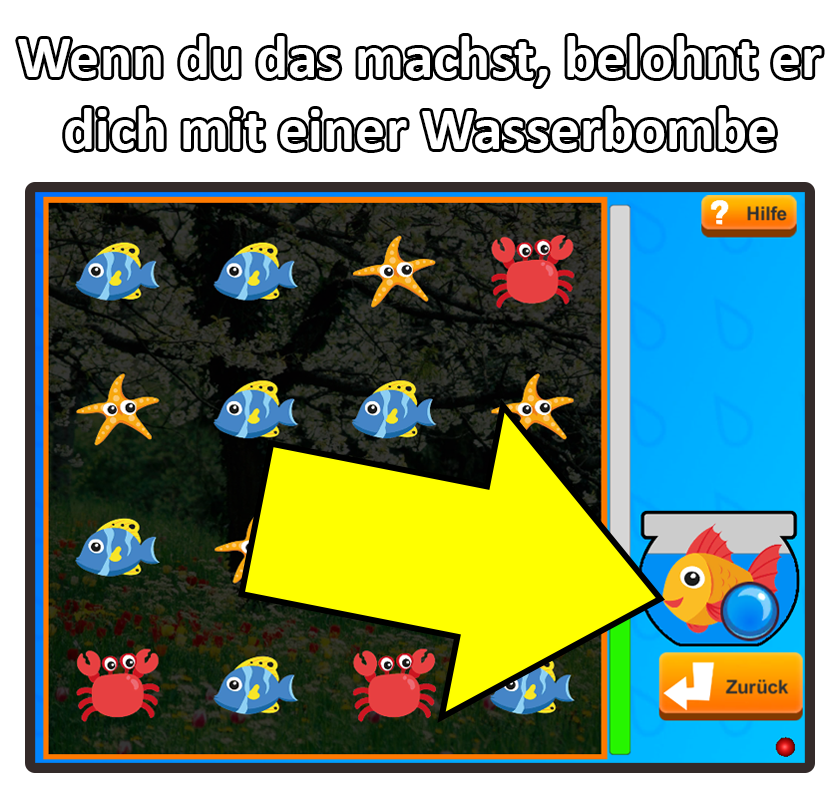 Wenn du das machst, belohnt er
dich mit einer Wasserbombe
? Hilfe
Zurück